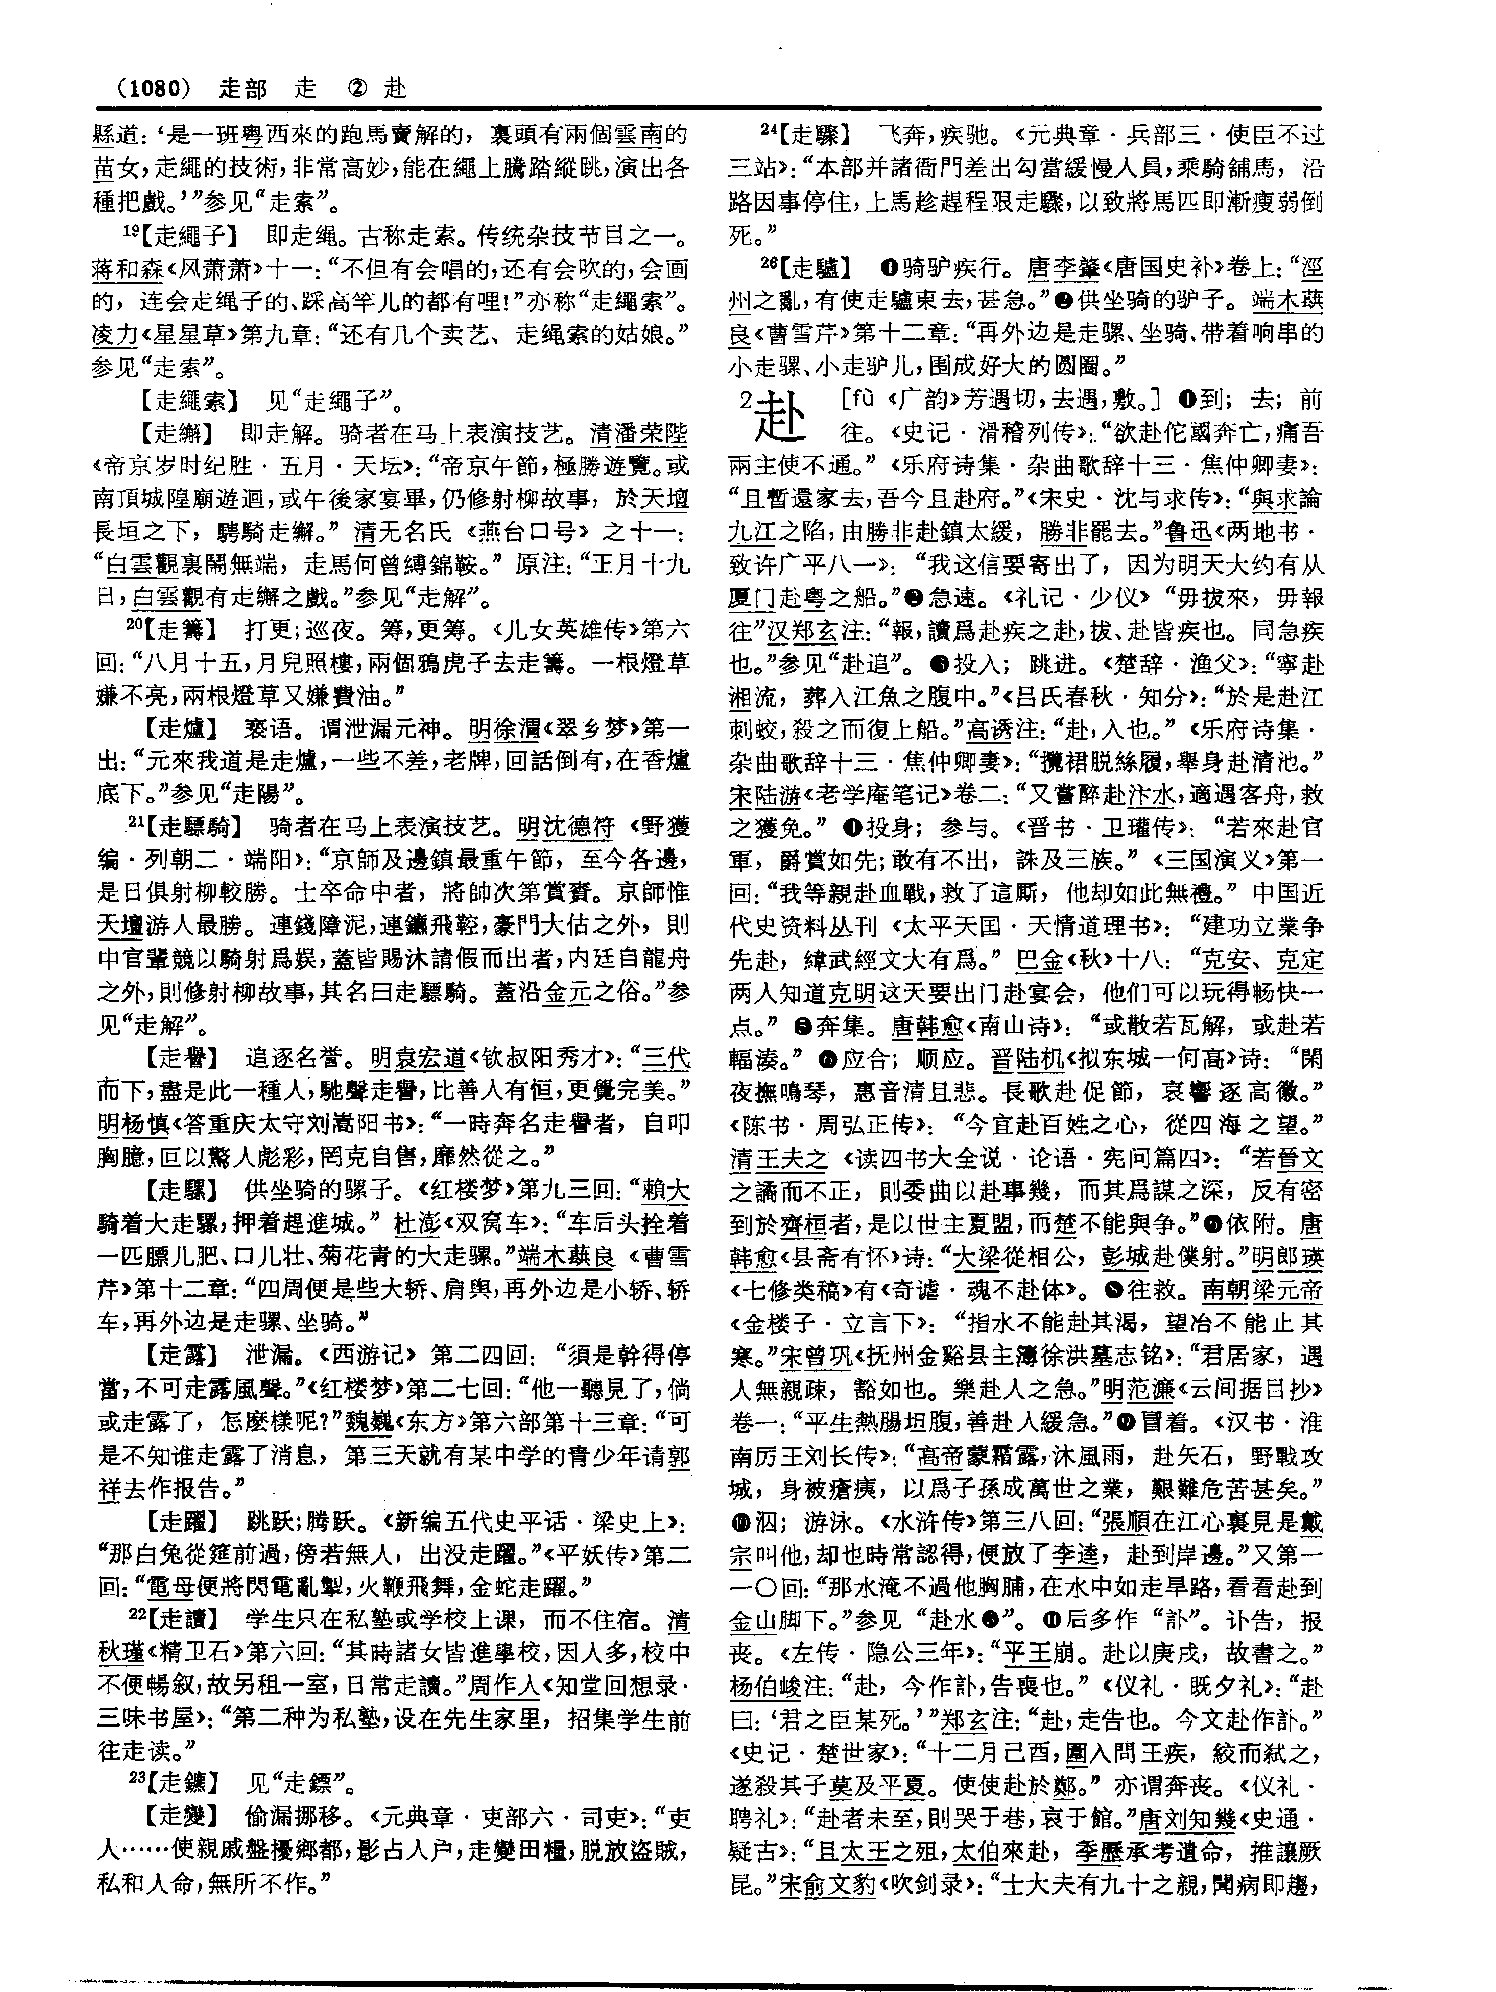 （1080） 走部 走 ② 赴
縣道：‘是一班粤西來的跑馬賣解的，裏頭有兩個雲南的
苗女，走繩的技術，非常高妙，能在繩上騰踏縱跳，演出各
種把戲。’”参见“走索”。
19【走繩子】 即走绳。古称走索。传统杂技节目之一。
蒋和森《风萧萧》十一：“不但有会唱的，还有会吹的，会画
的，连会走绳子的、踩高竿儿的都有哩！”亦称“走繩索”。
凌力《星星草》第九章：“还有几个卖艺、走绳索的姑娘。”
参见“走索”。
【走繩索】 见“走繩子”。
【走繲】 即走解。骑者在马上表演技艺。清潘荣陛
《帝京岁时纪胜·五月·天坛》：“帝京午節，極勝遊覽。或
南頂城隍廟遊迴，或午後家宴畢，仍修射柳故事，於天壇
長垣之下，騁騎走繲。”清无名氏《燕台口号》之十一：
“白雲觀裏鬧無端，走馬何曾縛錦鞍。”原注：“正月十九
日，白雲觀有走繲之戲。”参见“走解”。
20【走籌】 打更；巡夜。筹，更筹。《儿女英雄传》第六
回：“八月十五，月兒照樓，兩個鴉虎子去走籌。一根燈草
嫌不亮，兩根燈草又嫌費油。”
【走爐】 亵语。谓泄漏元神。明徐渭《翠乡梦》第一
出：“元來我道是走爐，一些不差，老牌，回話倒有，在香爐
底下。”参见“走陽”。
21【走驃騎】 骑者在马上表演技艺。明沈德符《野獲
编·列朝二·端阳》：“京師及邊鎮最重午節，至今各邊，
是日俱射柳較勝。士卒命中者，將帥次第賞賚。京師惟
天壇游人最勝。連錢障泥，連鑣飛鞚，豪門大估之外，則
中官輩競以騎射爲娱，蓋皆賜沐請假而出者，内廷自龍舟
之外，則修射柳故事，其名曰走驃騎。蓋沿金元之俗。”参
见“走解”。
【走譽】 追逐名誉。明袁宏道《钦叔阳秀才》：“三代
而下，盡是此一種人，馳聲走譽，比善人有恒，更覺完美。”
明杨慎《答重庆太守刘嵩阳书》：“一時奔名走譽者，自叩
胸臆，叵以驚人彪彩，罔克自售，靡然從之。”
【走騾】 供坐骑的骡子。《红楼梦》第九三回：“賴大
騎着大走騾，押着趕進城。”杜澎《双窝车》：“车后头拴着
一匹膘儿肥、口儿壮、菊花青的大走骡。”端木蕻良《曹雪
芹》第十二章：“四周便是些大轿、肩舆，再外边是小轿、轿
车，再外边是走骡、坐骑。”
【走露】 泄漏。《西游记》第二四回：“須是幹得停
當，不可走露風聲。”《红楼梦》第二七回：“他一聽見了，倘
或走露了，怎麼樣呢？”魏巍《东方》第六部第十三章：“可
是不知谁走露了消息，第三天就有某中学的青少年请郭
祥去作报告。”
【走躍】 跳跃；腾跃。《新编五代史平话·梁史上》：
“那白兔從筵前過，傍若無人，出没走躍。”《平妖传》第二
回：“電母便將閃電亂掣，火鞭飛舞，金蛇走躍。”
22【走讀】 学生只在私塾或学校上课，而不住宿。清
秋瑾《精卫石》第六回：“其時諸女皆進學校，因人多，校中
不便暢叙，故另租一室，日常走讀。”周作人《知堂回想录·
三味书屋》：“第二种为私塾，设在先生家里，招集学生前
往走读。”
23【走鑣】 见“走鏢”。
【走變】 偷漏挪移。《元典章·吏部六·司吏》：“吏
人……使親戚盤擾鄉都，影占人户，走變田糧，脱放盜賊，
私和人命，無所不作。”
24【走驟】 飞奔，疾驰。《元典章·兵部三·使臣不过
三站》：“本部并諸衙門差出勾當緩慢人員，乘騎鋪馬，沿
路因事停住，上馬趁趕程限走驟，以致將馬匹即漸瘦弱倒
死。”
26【走驢】 ❶骑驴疾行。唐李肇《唐国史补》卷上：“涇
州之亂，有使走驢東去，甚急。”❷供坐骑的驴子。端木蕻
良《曹雪芹》第十二章：“再外边是走骡、坐骑、带着响串的
小走骡、小走驴儿，围成好大的圆圈。”
2赴 ［fù《广韵》芳遇切，去遇，敷。］❶到；去；前
往。《史记·滑稽列传》：“欲赴佗國奔亡，痛吾
兩主使不通。”《乐府诗集·杂曲歌辞十三·焦仲卿妻》：
“且暫還家去，吾今且赴府。”《宋史·沈与求传》：“與求論
九江之陷，由勝非赴鎮太緩，勝非罷去。”鲁迅《两地书·
致许广平八一》：“我这信要寄出了，因为明天大约有从
厦门赴粤之船。”❷急速。《礼记·少仪》“毋拔來，毋報
往”汉郑玄注：“報，讀爲赴疾之赴，拔、赴皆疾也。同急疾
也。”参见“赴追”。❸投入；跳进。《楚辞·渔父》：“寧赴
湘流，葬入江魚之腹中。”《吕氏春秋·知分》：“於是赴江
刺蛟，殺之而復上船。”高诱注：“赴，入也。”《乐府诗集·
杂曲歌辞十三·焦仲卿妻》：“攬裙脱絲履，舉身赴清池。”
宋陆游《老学庵笔记》卷二：“又嘗醉赴汴水，適遇客舟，救
之獲免。”❹投身；参与。《晋书·卫瓘传》：“若來赴官
軍，爵賞如先；敢有不出，誅及三族。”《三国演义》第一
回：“我等親赴血戰，救了這厮，他却如此無禮。”中国近
代史资料丛刊《太平天国·天情道理书》：“建功立業争
先赴，緯武經文大有爲。”巴金《秋》十八：“克安、克定
两人知道克明这天要出门赴宴会，他们可以玩得畅快一
点。”❺奔集。唐韩愈《南山诗》：“或散若瓦解，或赴若
輻湊。”❻应合；顺应。晋陆机《拟东城一何高》诗：“閑
夜撫鳴琴，惠音清且悲。長歌赴促節，哀響逐高徽。”
《陈书·周弘正传》：“今宜赴百姓之心，從四海之望。”
清王夫之《读四书大全说·论语·宪问篇四》：“若晉文
之譎而不正，則委曲以赴事幾，而其爲謀之深，反有密
到於齊桓者，是以世主夏盟，而楚不能與争。”❼依附。唐
韩愈《县斋有怀》诗：“大梁從相公，彭城赴僕射。”明郎瑛
《七修类稿》有《奇谑·魂不赴体》。❽往救。南朝梁元帝
《金楼子·立言下》：“指水不能赴其渴，望冶不能止其
寒。”宋曾巩《抚州金谿县主簿徐洪墓志铭》：“君居家，遇
人無親疎，豁如也。樂赴人之急。”明范濂《云间据目抄》
卷一：“平生熱腸坦腹，善赴人緩急。”❾冒着。《汉书·淮
南厉王刘长传》：“高帝蒙霜露，沐風雨，赴矢石，野戰攻
城，身被瘡痍，以爲子孫成萬世之業，艱難危苦甚矣。”
❿泅；游泳。《水浒传》第三八回：“張順在江心裏見是戴
宗叫他，却也時常認得，便放了李逵，赴到岸邊。”又第一
一〇回：“那水淹不過他胸脯，在水中如走旱路，看看赴到
金山脚下。”参见“赴水❷”。⓫后多作“訃”。讣告，报
丧。《左传·隐公三年》：“平王崩。赴以庚戌，故書之。”
杨伯峻注：“赴，今作訃，告喪也。”《仪礼·既夕礼》：“赴
曰：‘君之臣某死。’”郑玄注：“赴，走告也。今文赴作訃。”
《史记·楚世家》：“十二月己酉，圍入問王疾，絞而弑之，
遂殺其子莫及平夏。使使赴於鄭。”亦谓奔丧。《仪礼·
聘礼》：“赴者未至，則哭于巷，哀于館。”唐刘知幾《史通·
疑古》：“且太王之殂，太伯來赴，季歷承考遺命，推讓厥
昆。”宋俞文豹《吹剑录》：“士大夫有九十之親，聞病即趨，